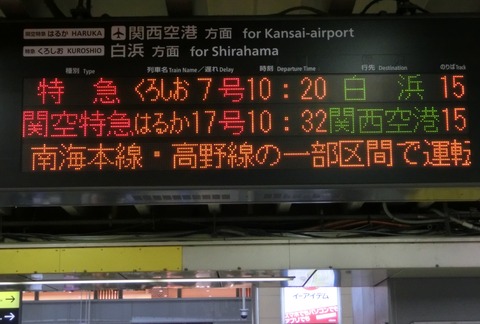 関空特急 はるか HARUKA 関西空港 方面 for Kansai-airport
特急 くろしお KUROSHIO 白浜 方面 for Shirahama
種別 Type 列車名 Train Name / 遅れ Delay 時刻 Departure Time 行先 Destination のりば Track
特急 くろしお 7号 10:20 白浜 15
関空特急 はるか 17号 10:32 関西空港 15
南海本線・高野線の一部区間で運転